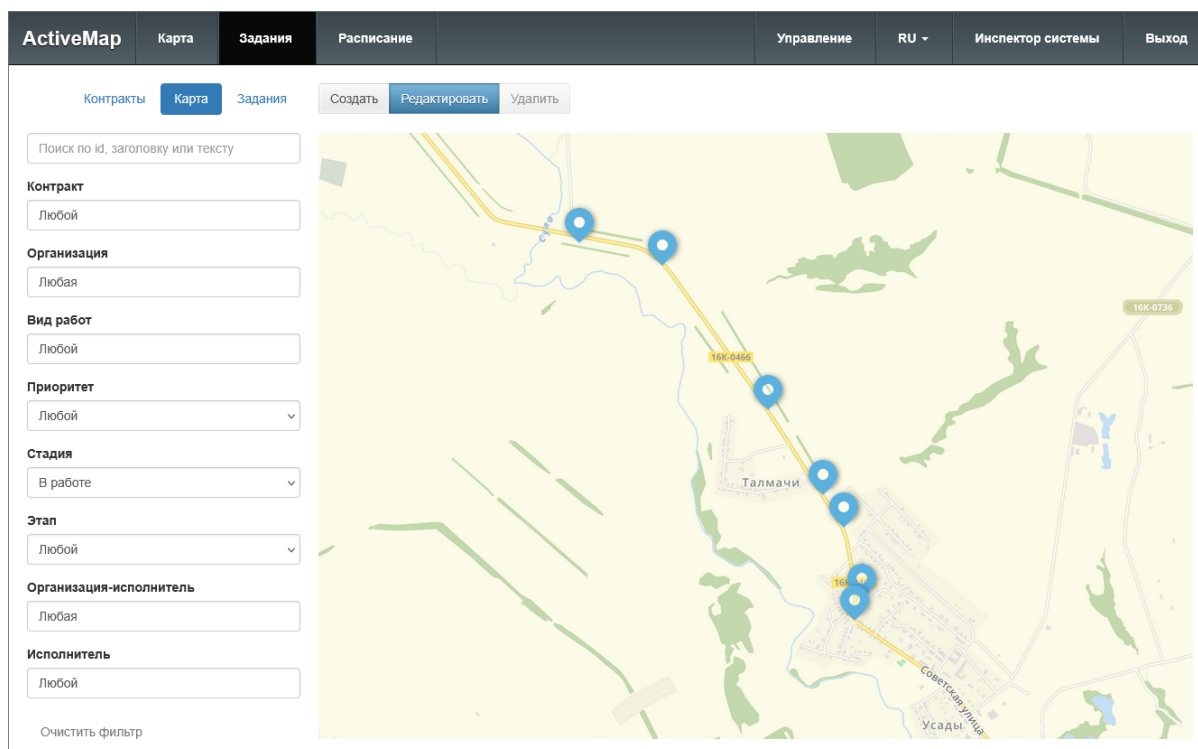 ActiveMap Карта Задания Расписание Управление RU Инспектор системы Выход
Контракты Карта Задания Создать Редактировать Удалить
Поиск по id, заголовку или тексту
Контракт
Любой
Организация
Любая
Вид работ
Любой
Приоритет
Любой
Стадия
В работе
Этап
Любой
Организация-исполнитель
Любая
Исполнитель
Любой
Очистить фильтр
Сула
16К-0736
16К-0466
Талмачи
Советская улица
Усады